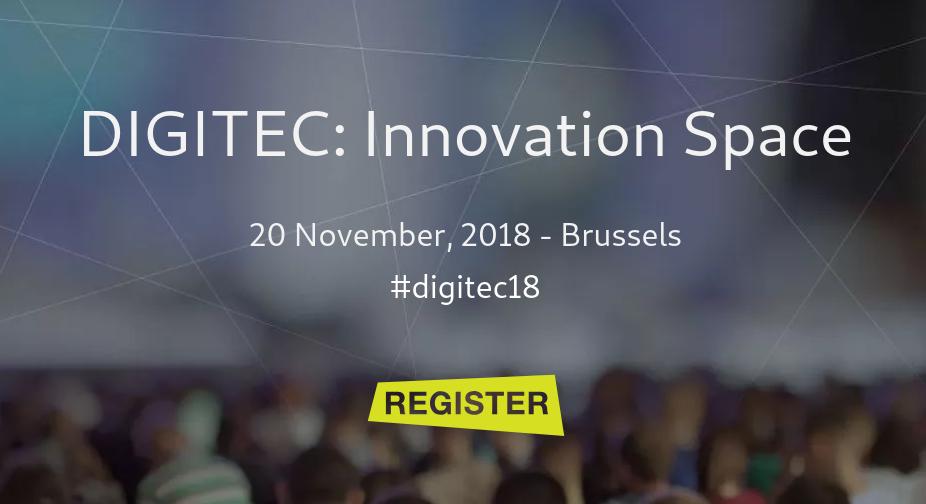 DIGITEC: Innovation Space
20 November, 2018 - Brussels
#digitec18
REGISTER